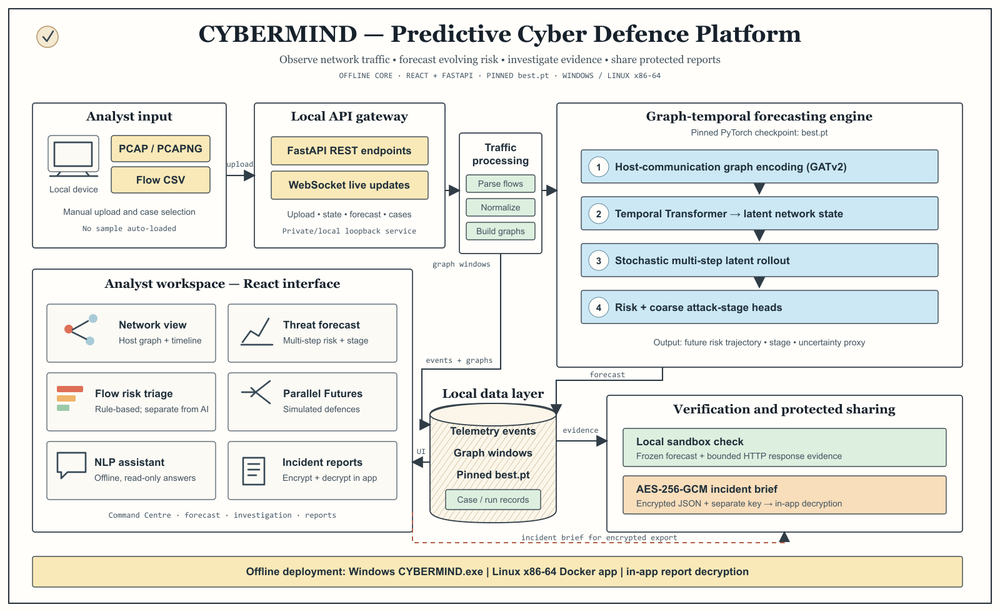 CYBERMIND — Predictive Cyber Defence Platform
Observe network traffic • forecast evolving risk • investigate evidence • share protected reports
OFFLINE CORE · REACT + FASTAPI · PINNED best.pt · WINDOWS / LINUX x86-64
Analyst input
PCAP / PCAPNG
Flow CSV
Local device
Manual upload and case selection
No sample auto-loaded
upload
Local API gateway
FastAPI REST endpoints
WebSocket live updates
Upload • state • forecast • cases
Private/local loopback service
Traffic
processing
Parse flows
Normalize
Build graphs
graph windows
Graph-temporal forecasting engine
Pinned PyTorch checkpoint: best.pt
1 Host-communication graph encoding (GATv2)
2 Temporal Transformer → latent network state
3 Stochastic multi-step latent rollout
4 Risk + coarse attack-stage heads
Output: future risk trajectory • stage • uncertainty proxy
Analyst workspace — React interface
Network view
Host graph + timeline
Threat forecast
Multi-step risk + stage
Flow risk triage
Rule-based; separate from AI
Parallel Futures
Simulated defences
NLP assistant
Offline, read-only answers
Incident reports
Encrypt + decrypt in app
Command Centre · forecast · investigation · reports
events + graphs
forecast
Local data layer
Telemetry events
Graph windows
Pinned best.pt
Case / run records
UI
evidence
Verification and protected sharing
Local sandbox check
Frozen forecast + bounded HTTP response evidence
AES-256-GCM incident brief
Encrypted JSON + separate key → in-app decryption
incident brief for encrypted export
Offline deployment: Windows CYBERMIND.exe | Linux x86-64 Docker app | in-app report decryption